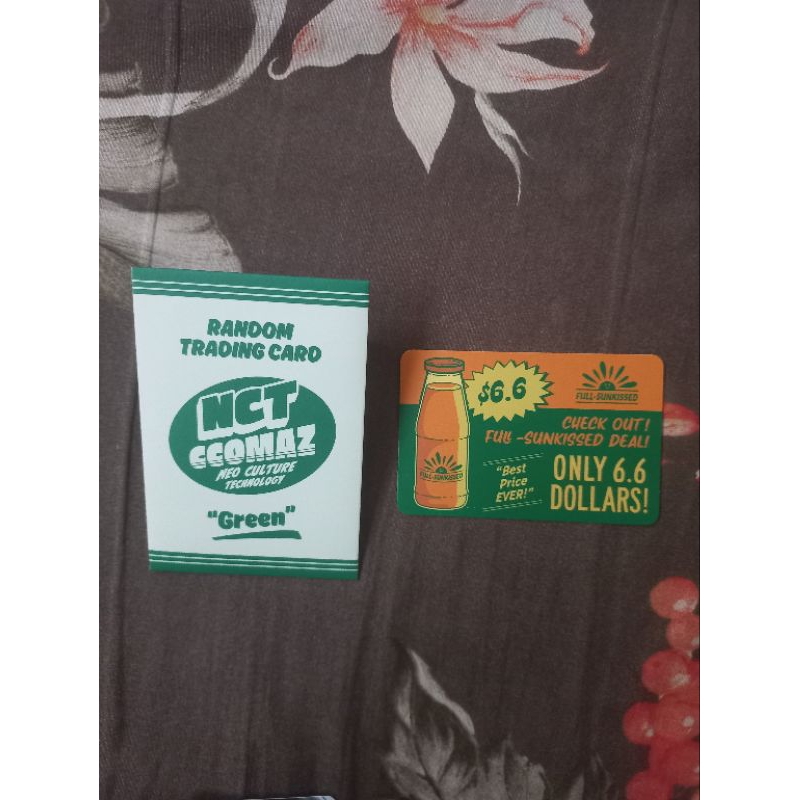 RANDOM
TRADING CARD
NCT
CCOMAZ
NEO CULTURE
TECHNOLOGY
"Green"
$6.6
FULL-SUNKISSED
FULL-SUNKISSED
CHECK OUT!
FULL-SUNKISSED DEAL!
"Best
Price
EVER!"
ONLY 6.6
DOLLARS!